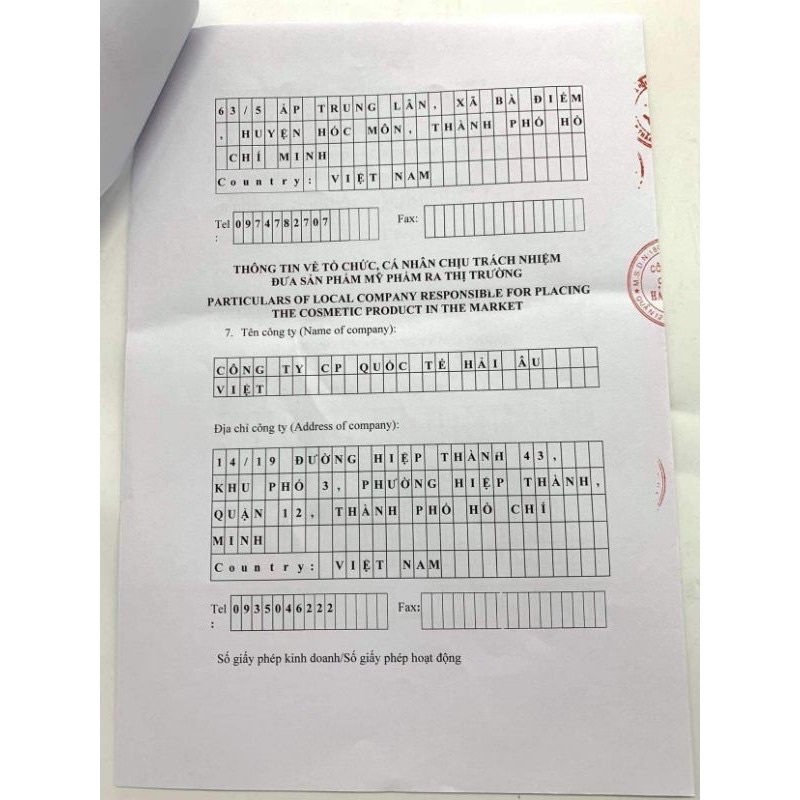 63/5 ẤP TRUNG LÂN, XÃ BÀ ĐIỂM
, HUYỆN HÓC MÔN, THÀNH PHỐ HỒ
CHÍ MINH
Country: VIỆT NAM
Tel 0974782707 Fax:
:
THÔNG TIN VỀ TỔ CHỨC, CÁ NHÂN CHỊU TRÁCH NHIỆM
ĐƯA SẢN PHẨM MỸ PHẨM RA THỊ TRƯỜNG
PARTICULARS OF LOCAL COMPANY RESPONSIBLE FOR PLACING
THE COSMETIC PRODUCT IN THE MARKET
7. Tên công ty (Name of company):
CÔNG TY CP QUỐC TẾ HẢI ÂU
VIỆT
Địa chỉ công ty (Address of company):
14/19 ĐƯỜNG HIỆP THÀNH 43,
KHU PHỐ 3, PHƯỜNG HIỆP THÀNH,
QUẬN 12, THÀNH PHỐ HỒ CHÍ
MINH
Country: VIỆT NAM
Tel 0935046222 Fax:
:
Số giấy phép kinh doanh/Số giấy phép hoạt động
M.S.D.N:
QUẬN 12